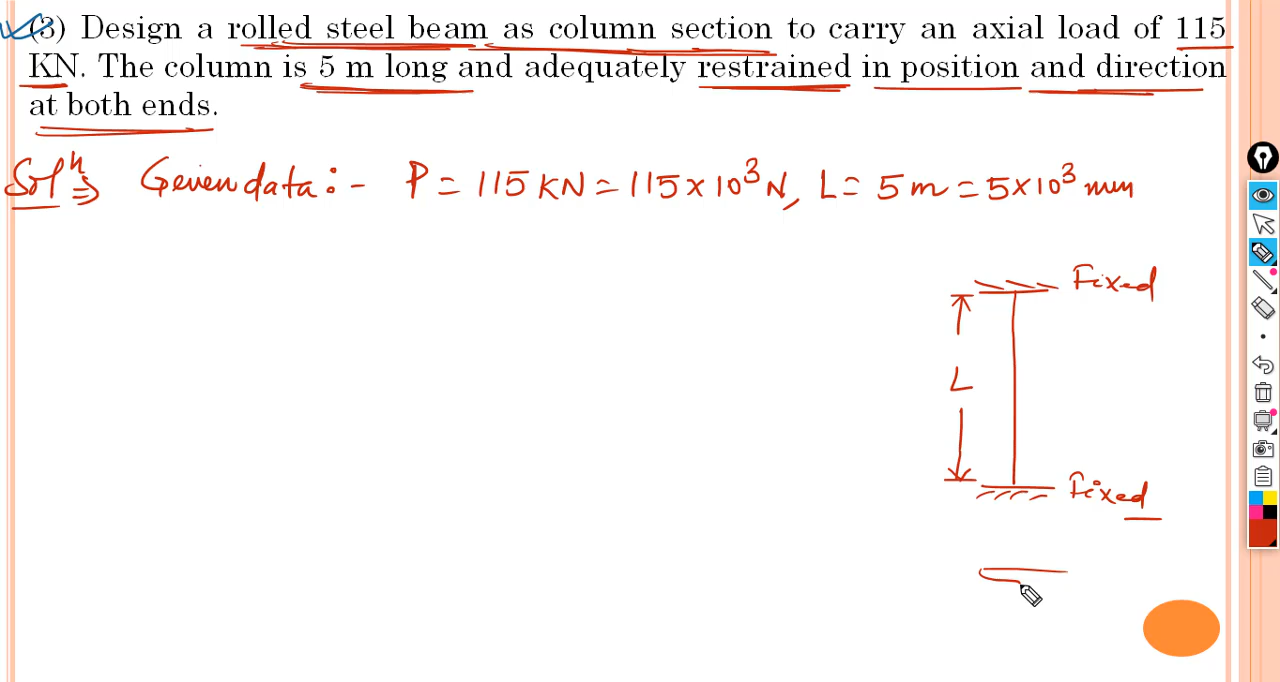 (3) Design a rolled steel beam as column section to carry an axial load of 115
KN. The column is 5 m long and adequately restrained in position and direction
at both ends.
Solⁿ ⇒ Given data :- P = 115 KN = 115 x 10³ N, L = 5 m = 5 x 10³ mm
Fixed
L
Fixed